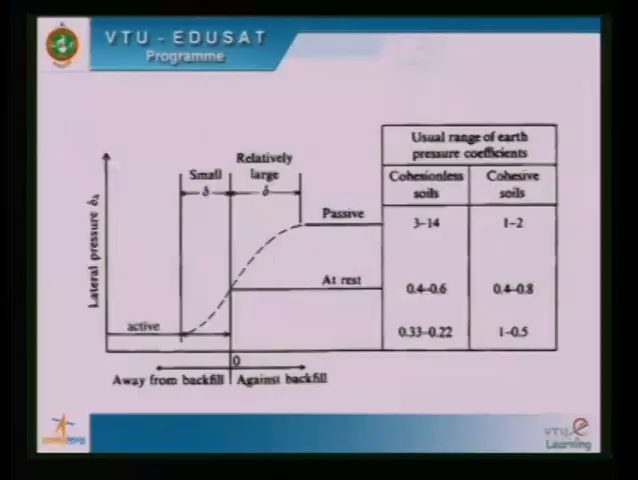 VTU - EDUSAT
Programme
Usual range of earth
pressure coefficients
Cohesionless
soils
Cohesive
soils
Relatively
large
δ
Small
δ
Passive
3–14
1–2
At rest
0.4–0.6
0.4–0.8
active
0.33–0.22
1–0.5
Lateral pressure
0
Away from backfill
Against backfill
VTU e
Learning